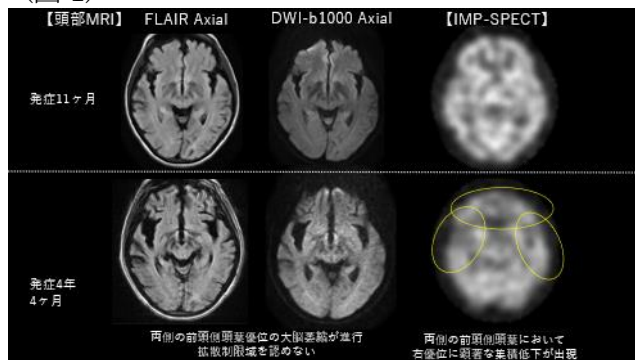 (図 2)
【頭部MRI】 FLAIR Axial DWI-b1000 Axial 【IMP-SPECT】
発症11ヶ月
発症4年
4ヶ月
両側の前頭側頭葉優位の大脳萎縮が進行
拡散制限域を認めない
両側の前頭側頭葉において
右優位に顕著な集積低下が出現